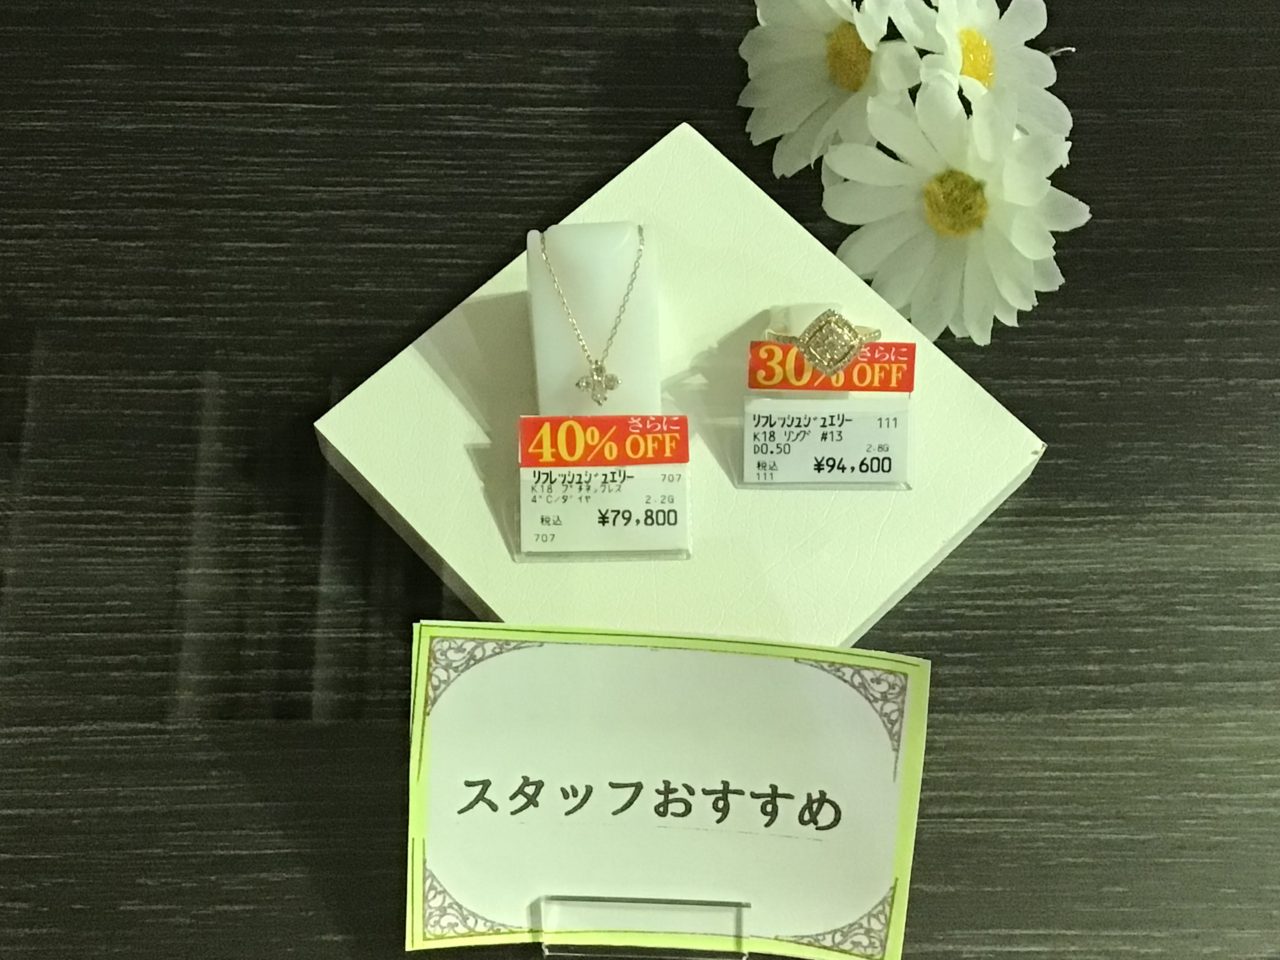 さらに
40% OFF
リフレッシュジュエリー 707
K18 プチネックレス
4°C/ダイヤ 2.2G
税込 ¥79,800
707
さらに
30% OFF
リフレッシュジュエリー 111
K18 リング #13
D0.50 2.8G
税込 ¥94,600
111
スタッフおすすめ